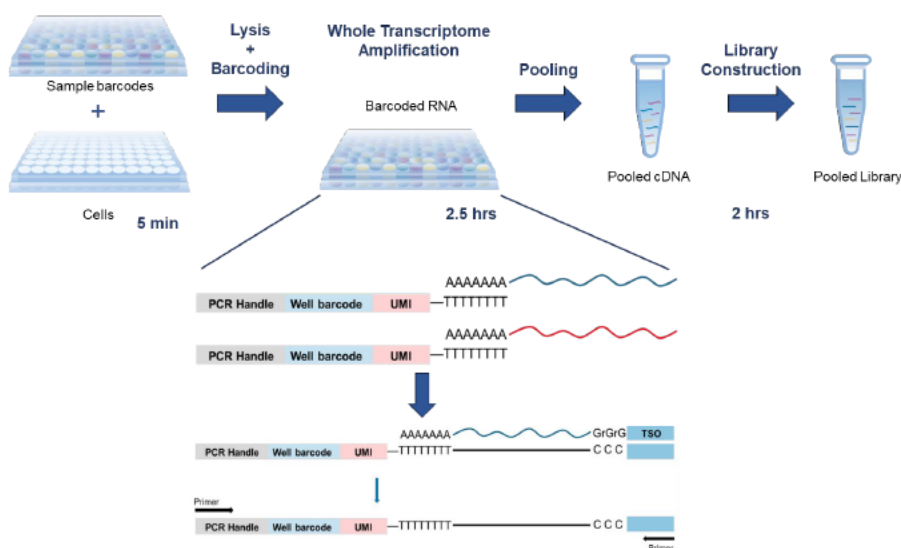 Sample barcodes
+
Cells
5 min
Lysis
+
Barcoding
Whole Transcriptome
Amplification
Barcoded RNA
2.5 hrs
Pooling
Pooled cDNA
Library
Construction
2 hrs
Pooled Library
AAAAAAA
PCR Handle Well barcode UMI TTTTTTTT
AAAAAAA
PCR Handle Well barcode UMI TTTTTTTT
AAAAAAA GrGrG TSO
PCR Handle Well barcode UMI TTTTTTTT C C C
Primer
PCR Handle Well barcode UMI TTTTTTTT C C C
Primer